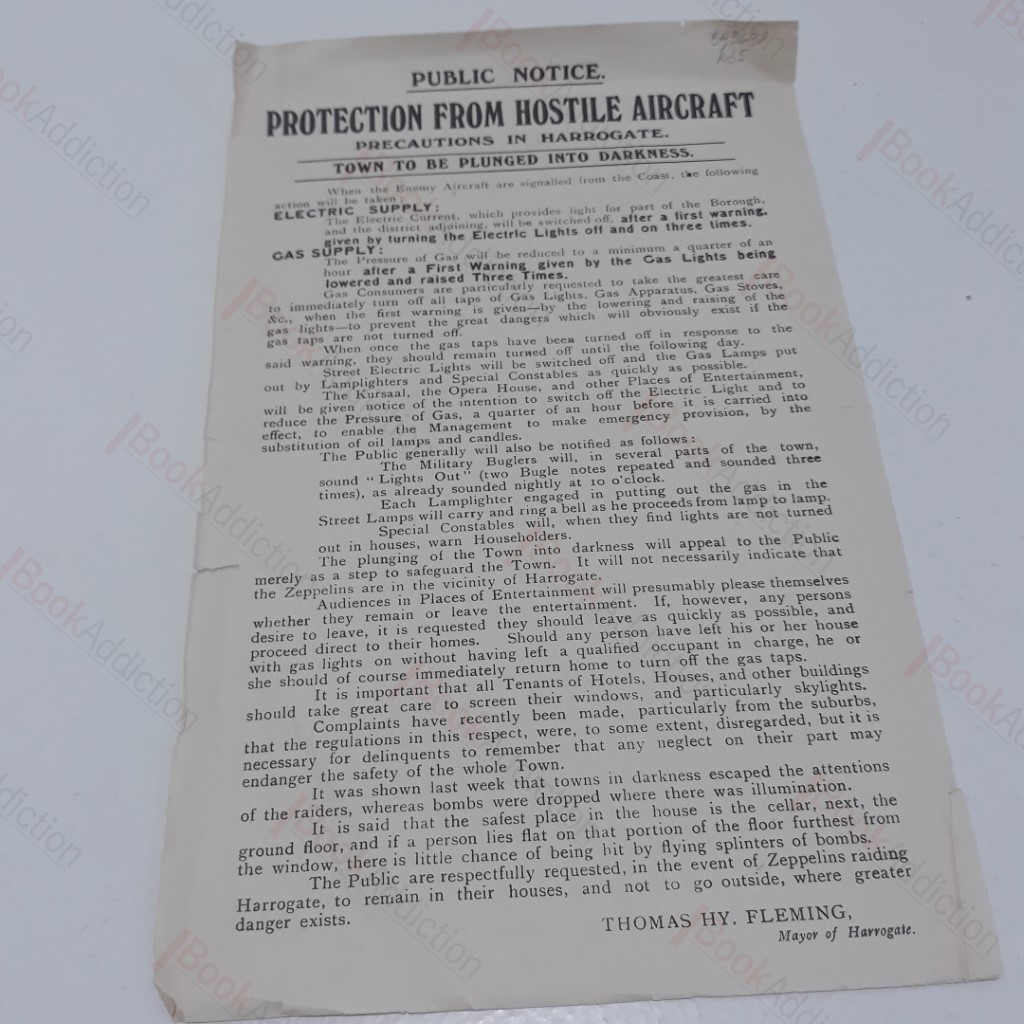 PUBLIC NOTICE.
PROTECTION FROM HOSTILE AIRCRAFT
PRECAUTIONS IN HARROGATE.
TOWN TO BE PLUNGED INTO DARKNESS.
When the Enemy Aircraft are signalled from the Coast, the following
action will be taken:
ELECTRIC SUPPLY:
The Electric Current, which provides light for part of the Borough,
and the district adjoining, will be switched off, after a first warning,
given by turning the Electric Lights off and on three times.
GAS SUPPLY:
The Pressure of Gas will be reduced to a minimum a quarter of an
hour after a First Warning given by the Gas Lights being
lowered and raised Three Times.
Gas Consumers are particularly requested to take the greatest care
to immediately turn off all taps of Gas Lights, Gas Apparatus, Gas Stoves,
&c., when the first warning is given—by the lowering and raising of the
gas lights—to prevent the great dangers which will obviously exist if the
gas taps are not turned off.
When once the gas taps have been turned off in response to the
said warning, they should remain turned off until the following day.
Street Electric Lights will be switched off and the Gas Lamps put
out by Lamplighters and Special Constables as quickly as possible.
The Kursaal, the Opera House, and other Places of Entertainment,
will be given notice of the intention to switch off the Electric Light and to
reduce the Pressure of Gas, a quarter of an hour before it is carried into
effect, to enable the Management to make emergency provision, by the
substitution of oil lamps and candles.
The Public generally will also be notified as follows:
The Military Buglers will, in several parts of the town,
sound "Lights Out" (two Bugle notes repeated and sounded three
times), as already sounded nightly at 10 o'clock.
Each Lamplighter engaged in putting out the gas in the
Street Lamps will carry and ring a bell as he proceeds from lamp to lamp.
Special Constables will, when they find lights are not turned
out in houses, warn Householders.
The plunging of the Town into darkness will appeal to the Public
merely as a step to safeguard the Town. It will not necessarily indicate that
the Zeppelins are in the vicinity of Harrogate.
Audiences in Places of Entertainment will presumably please themselves
whether they remain or leave the entertainment. If, however, any persons
desire to leave, it is requested they should leave as quickly as possible, and
proceed direct to their homes. Should any person have left his or her house
with gas lights on without having left a qualified occupant in charge, he or
she should of course immediately return home to turn off the gas taps.
It is important that all Tenants of Hotels, Houses, and other buildings
should take great care to screen their windows, and particularly skylights.
Complaints have recently been made, particularly from the suburbs,
that the regulations in this respect, were, to some extent, disregarded, but it is
necessary for delinquents to remember that any neglect on their part may
endanger the safety of the whole Town.
It was shown last week that towns in darkness escaped the attentions
of the raiders, whereas bombs were dropped where there was illumination.
It is said that the safest place in the house is the cellar, next, the
ground floor, and if a person lies flat on that portion of the floor furthest from
the window, there is little chance of being hit by flying splinters of bombs.
The Public are respectfully requested, in the event of Zeppelins raiding
Harrogate, to remain in their houses, and not to go outside, where greater
danger exists.
THOMAS HY. FLEMING,
Mayor of Harrogate.
BookAddiction